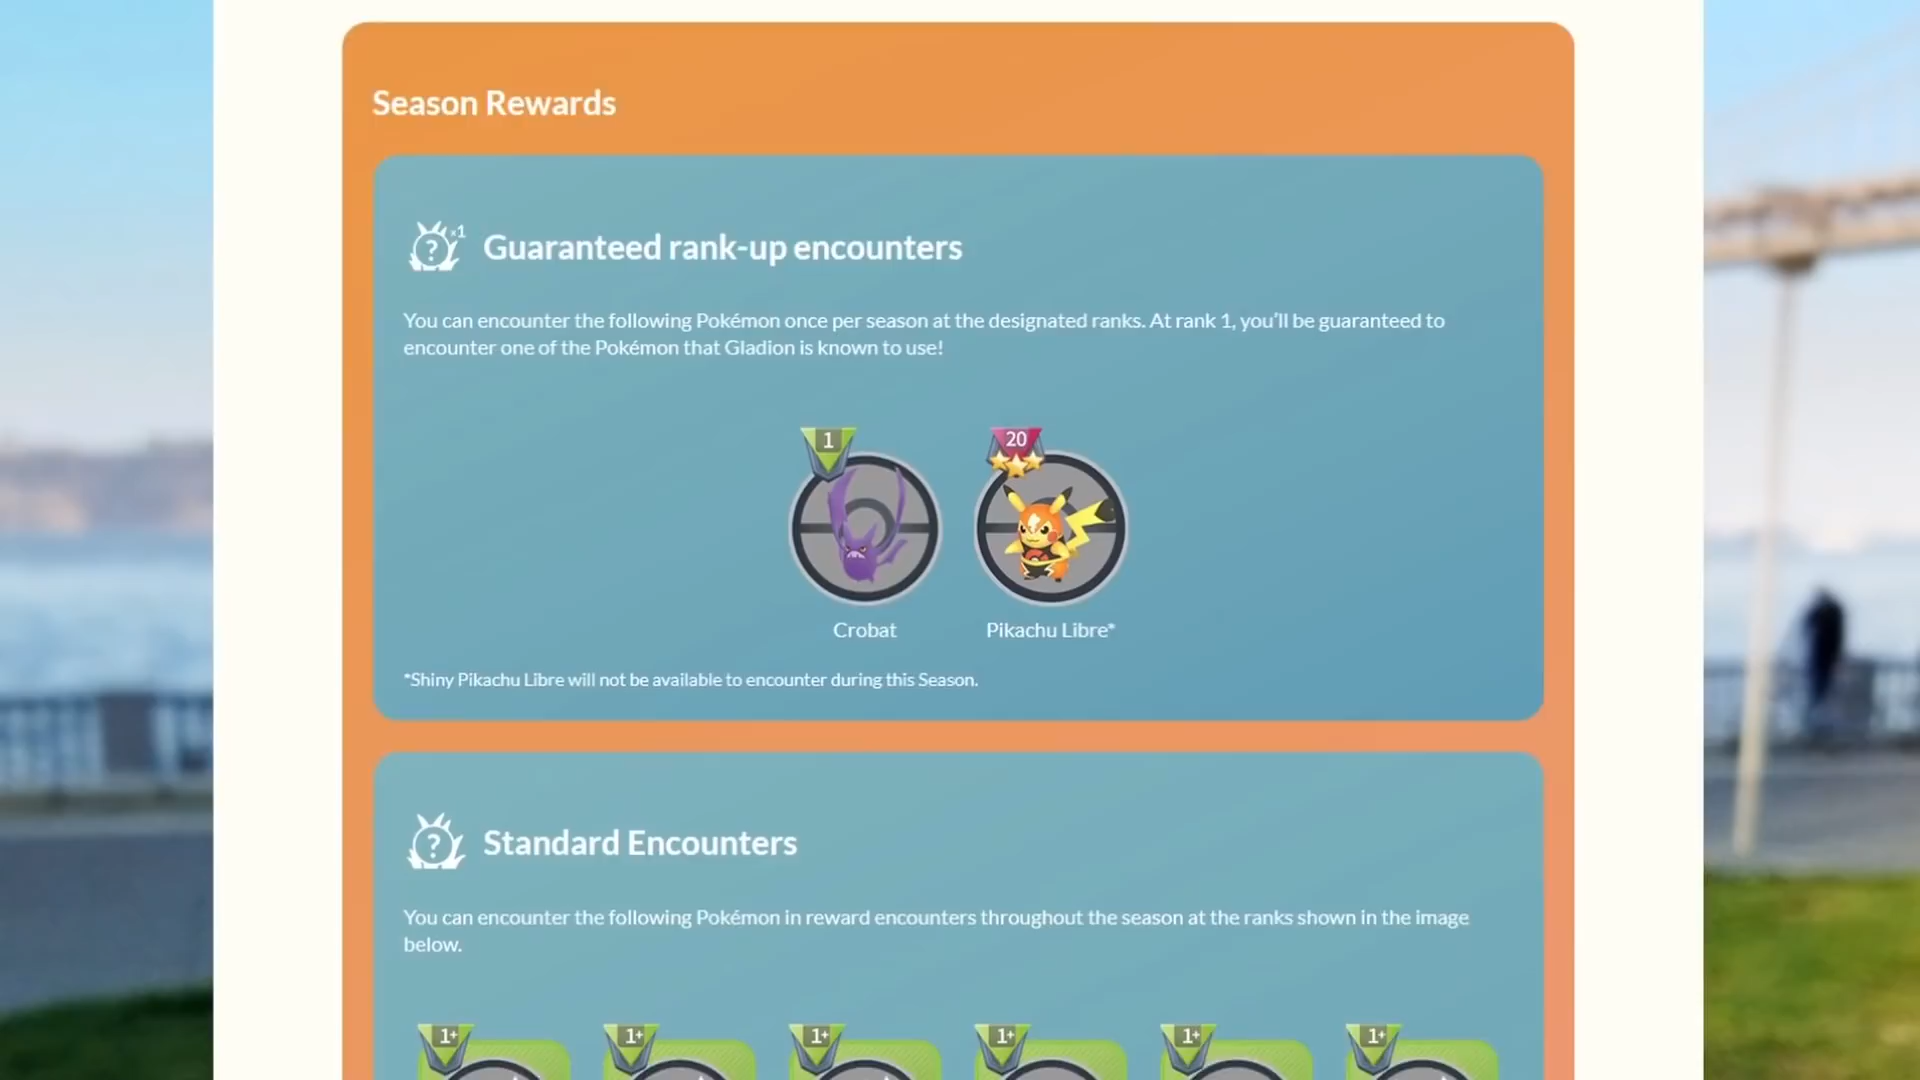 Season Rewards
×1
?
Guaranteed rank-up encounters
You can encounter the following Pokémon once per season at the designated ranks. At rank 1, you'll be guaranteed to
encounter one of the Pokémon that Gladion is known to use!
1
20
Crobat
Pikachu Libre*
*Shiny Pikachu Libre will not be available to encounter during this Season.
?
Standard Encounters
You can encounter the following Pokémon in reward encounters throughout the season at the ranks shown in the image
below.
1+ 1+ 1+ 1+ 1+ 1+